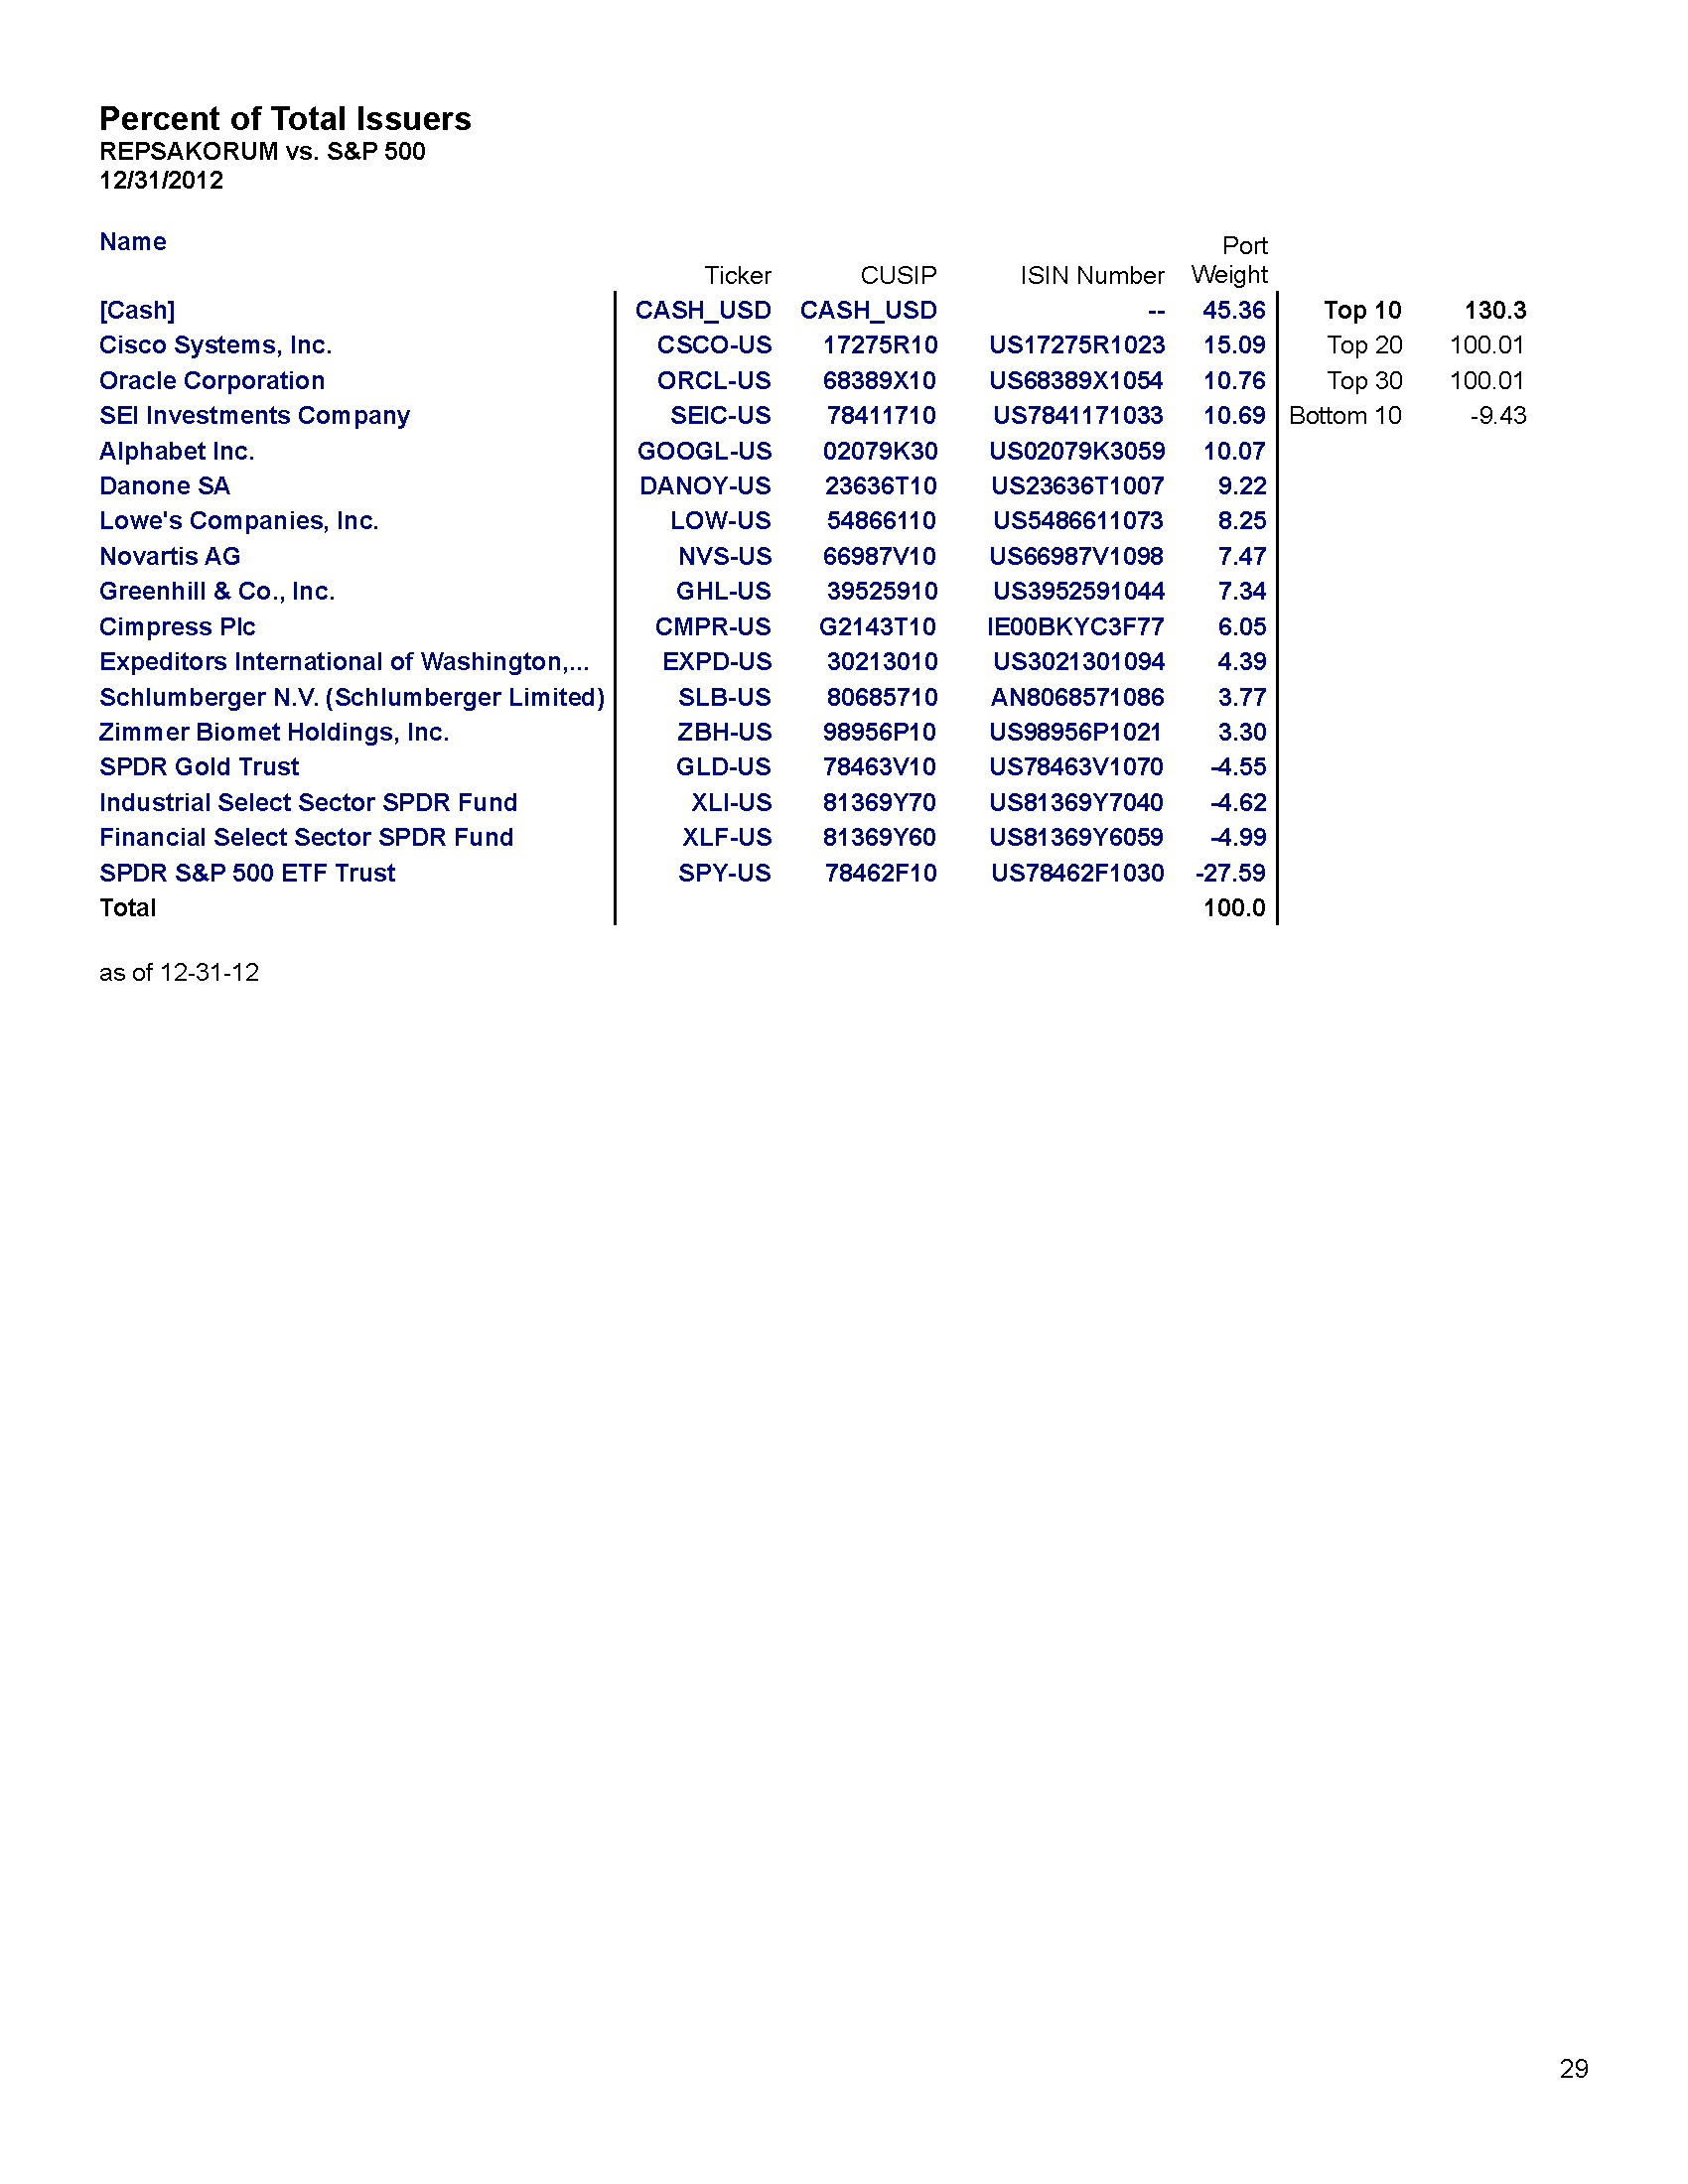 Percent of Total Issuers
REPSAKORUM vs. S&P 500
12/31/2012
Name Ticker CUSIP ISIN Number Port Weight
[Cash] CASH_USD CASH_USD -- 45.36 Top 10 130.3
Cisco Systems, Inc. CSCO-US 17275R10 US17275R1023 15.09 Top 20 100.01
Oracle Corporation ORCL-US 68389X10 US68389X1054 10.76 Top 30 100.01
SEI Investments Company SEIC-US 78411710 US7841171033 10.69 Bottom 10 -9.43
Alphabet Inc. GOOGL-US 02079K30 US02079K3059 10.07
Danone SA DANOY-US 23636T10 US23636T1007 9.22
Lowe's Companies, Inc. LOW-US 54866110 US5486611073 8.25
Novartis AG NVS-US 66987V10 US66987V1098 7.47
Greenhill & Co., Inc. GHL-US 39525910 US3952591044 7.34
Cimpress Plc CMPR-US G2143T10 IE00BKYC3F77 6.05
Expeditors International of Washington,... EXPD-US 30213010 US3021301094 4.39
Schlumberger N.V. (Schlumberger Limited) SLB-US 80685710 AN8068571086 3.77
Zimmer Biomet Holdings, Inc. ZBH-US 98956P10 US98956P1021 3.30
SPDR Gold Trust GLD-US 78463V10 US78463V1070 -4.55
Industrial Select Sector SPDR Fund XLI-US 81369Y70 US81369Y7040 -4.62
Financial Select Sector SPDR Fund XLF-US 81369Y60 US81369Y6059 -4.99
SPDR S&P 500 ETF Trust SPY-US 78462F10 US78462F1030 -27.59
Total 100.0
as of 12-31-12
29